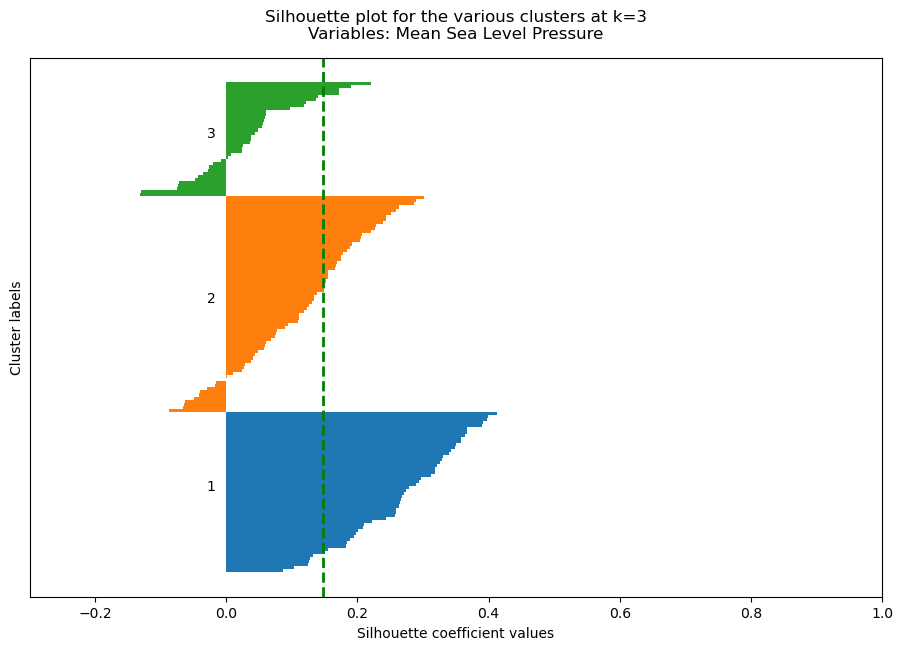 Silhouette plot for the various clusters at k=3
Variables: Mean Sea Level Pressure
3
2
1
Cluster labels
−0.2 0.0 0.2 0.4 0.6 0.8 1.0
Silhouette coefficient values